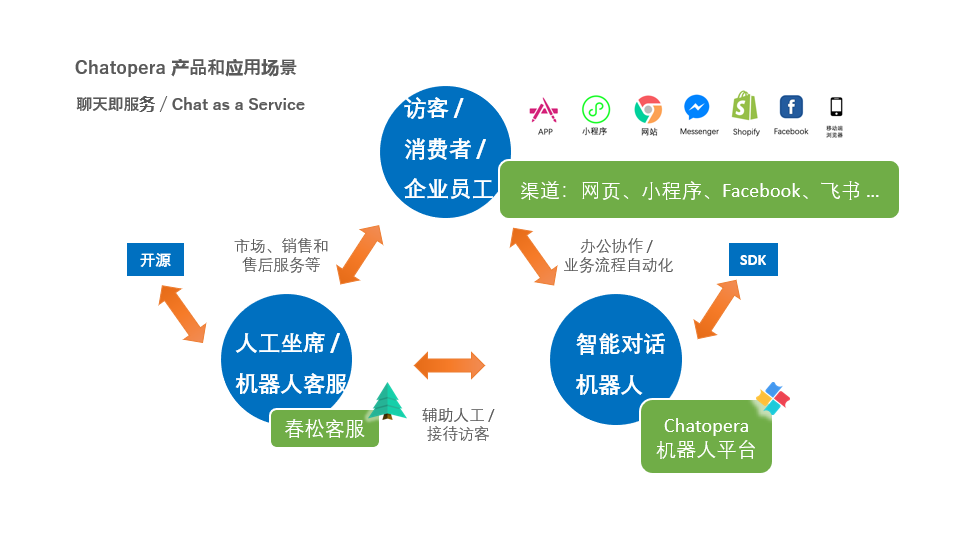 Chatopera 产品和应用场景
聊天即服务 / Chat as a Service
访客 /
消费者 /
企业员工
APP
小程序
网站
Messenger
Shopify
Facebook
移动端
浏览器
渠道：网页、小程序、Facebook、飞书 ...
市场、销售和
售后服务等
办公协作 /
业务流程自动化
开源
SDK
人工坐席 /
机器人客服
春松客服
辅助人工 /
接待访客
智能对话
机器人
Chatopera
机器人平台